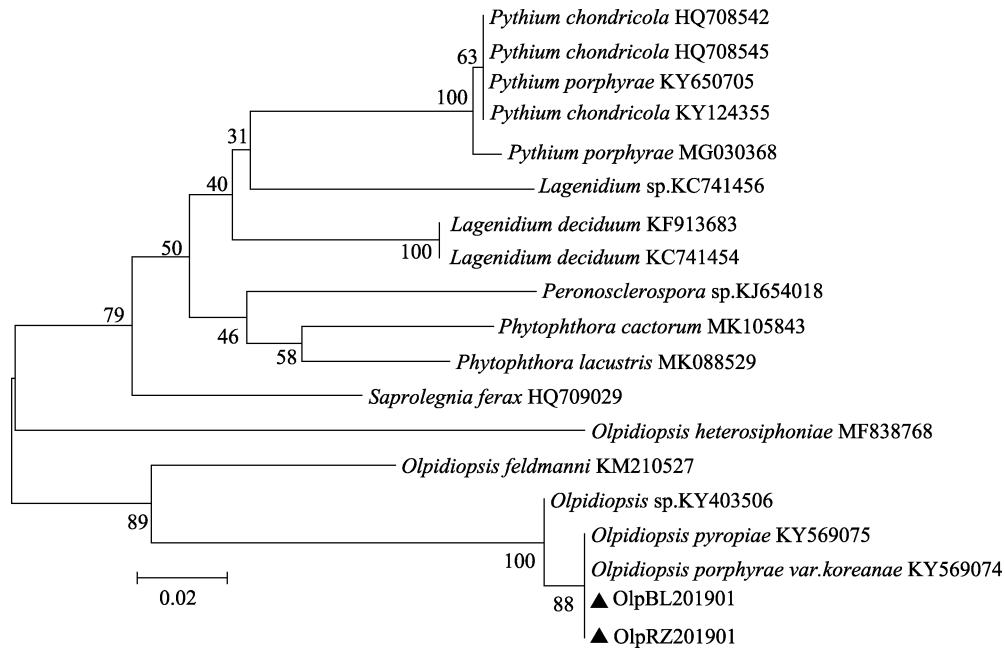 Pythium chondricola HQ708542
63
Pythium chondricola HQ708545
Pythium porphyrae KY650705
100
Pythium chondricola KY124355
31
Pythium porphyrae MG030368
40
Lagenidium sp.KC741456
Lagenidium deciduum KF913683
50
100
Lagenidium deciduum KC741454
Peronosclerospora sp.KJ654018
79
46
Phytophthora cactorum MK105843
58
Phytophthora lacustris MK088529
Saprolegnia ferax HQ709029
Olpidiopsis heterosiphoniae MF838768
Olpidiopsis feldmanni KM210527
89
Olpidiopsis sp.KY403506
100
Olpidiopsis pyropiae KY569075
Olpidiopsis porphyrae var.koreanae KY569074
0.02
88
▲ OlpBL201901
▲ OlpRZ201901